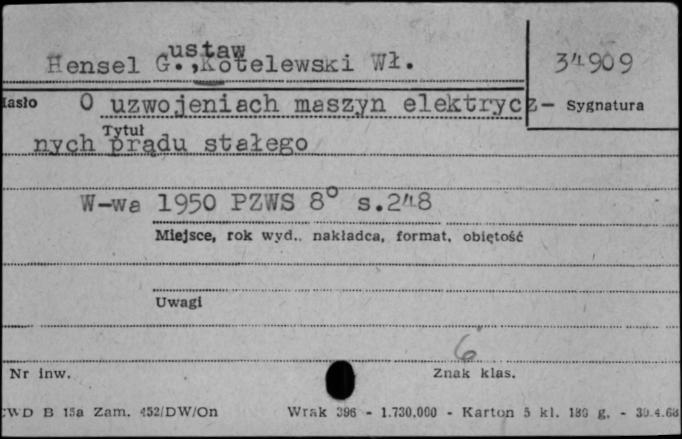 ustaw
Hensel G., Kotelewski Wł.
34909
Hasło O uzwojeniach maszyn elektrycz- Sygnatura
Tytuł
nych prądu stałego
W-wa 1950 PZWS 8° s.248
Miejsce, rok wyd., nakładca, format, objętość
Uwagi
6
Nr inw. Znak klas.
CWD B 15a Zam. 452/DW/On Wrak 396 - 1.730,000 - Karton 5 kl. 180 g. - 30.4.68